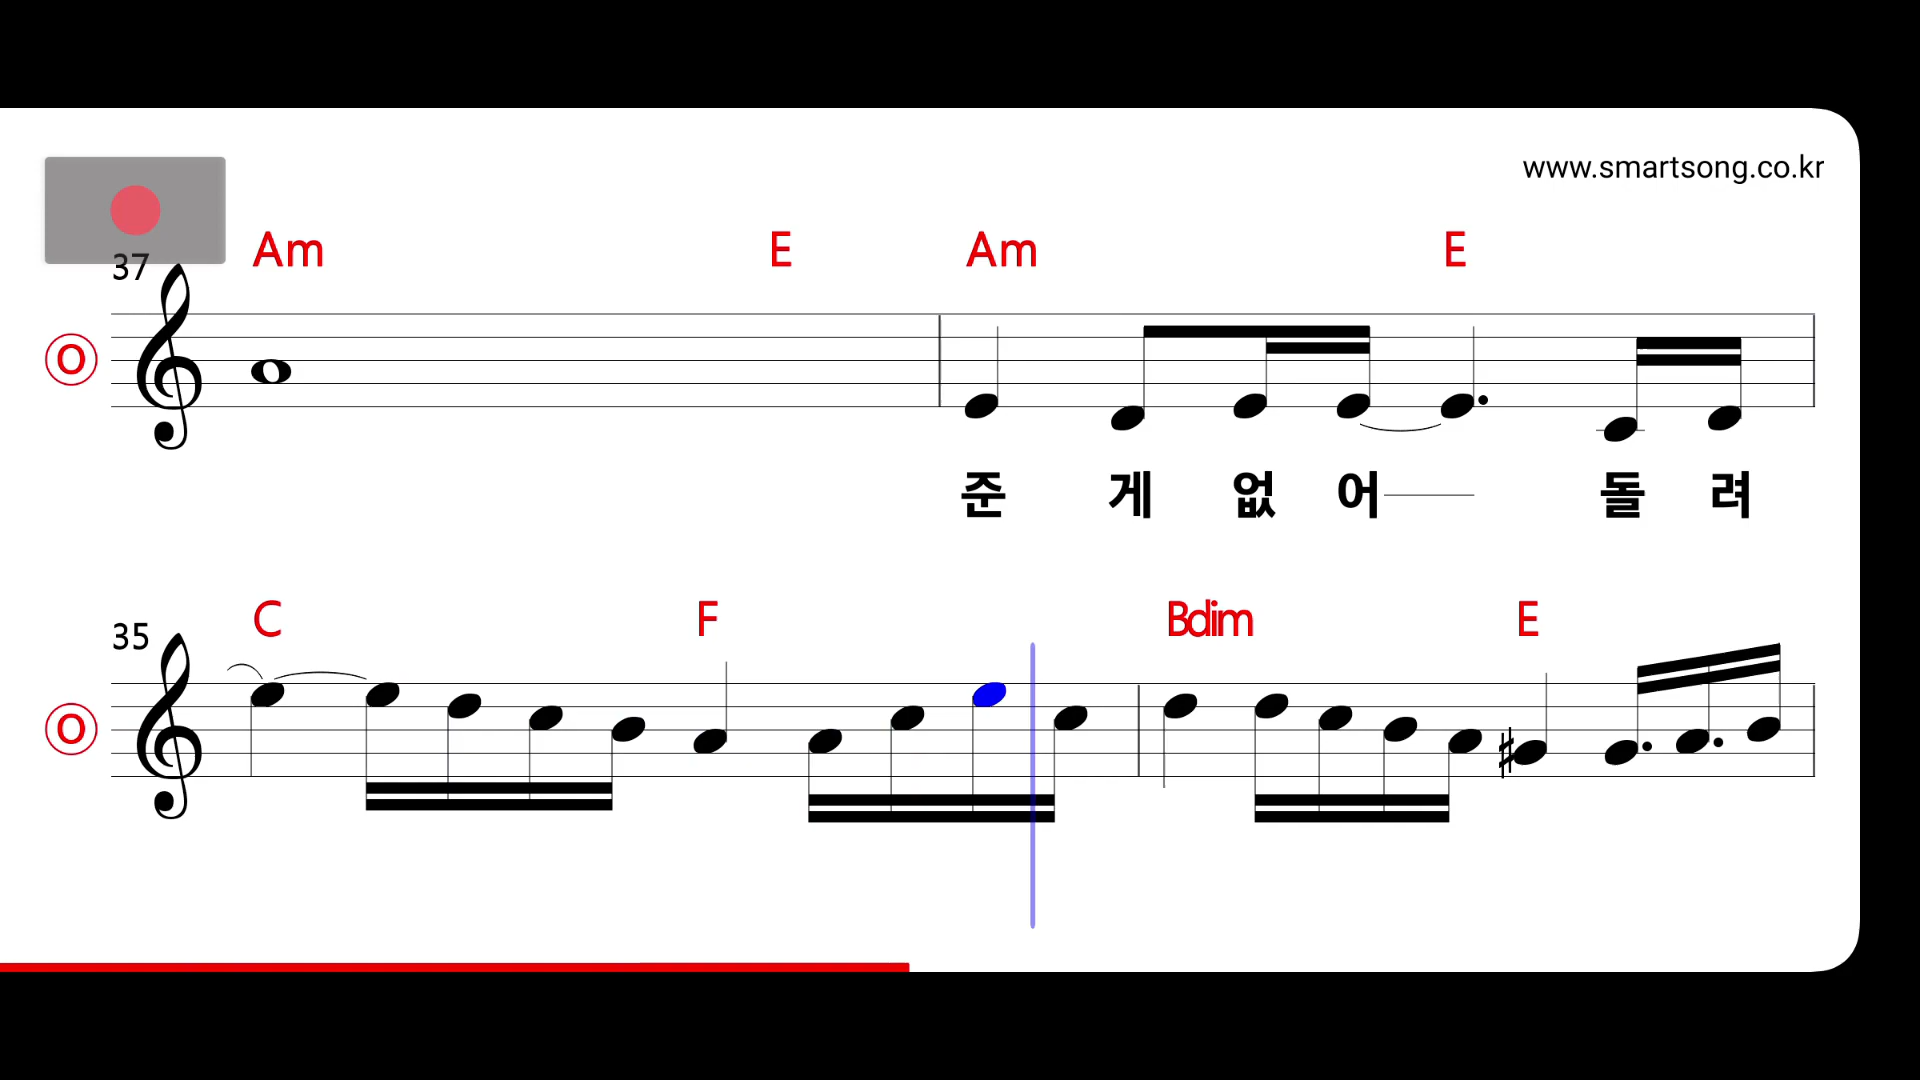 www.smartsong.co.kr
37 Am E Am E
O
준 게 없 어 돌 려
35 C F Bdim E
O